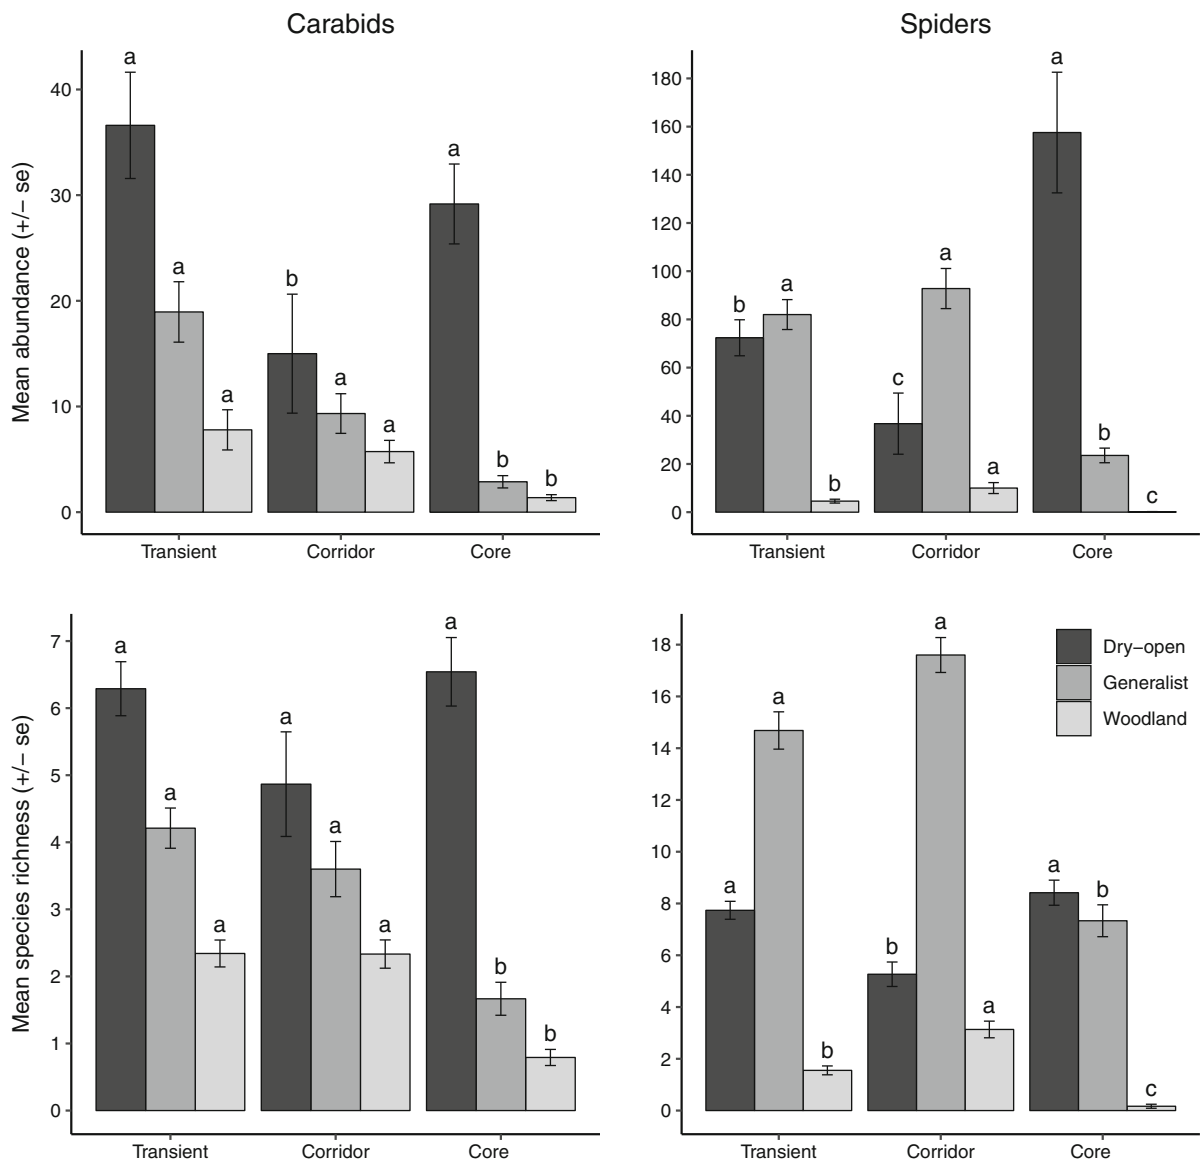 Carabids
Spiders
Mean abundance (+/− se)
40
30
20
10
0
a
a
a
b
a
a
a
b
b
Transient
Corridor
Core
180
160
140
120
100
80
60
40
20
0
b
a
b
c
a
a
a
b
c
Transient
Corridor
Core
Mean species richness (+/− se)
7
6
5
4
3
2
1
0
a
a
a
a
a
a
a
b
b
Transient
Corridor
Core
18
16
14
12
10
8
6
4
2
0
a
a
b
b
a
a
a
b
c
Dry−open
Generalist
Woodland
Transient
Corridor
Core